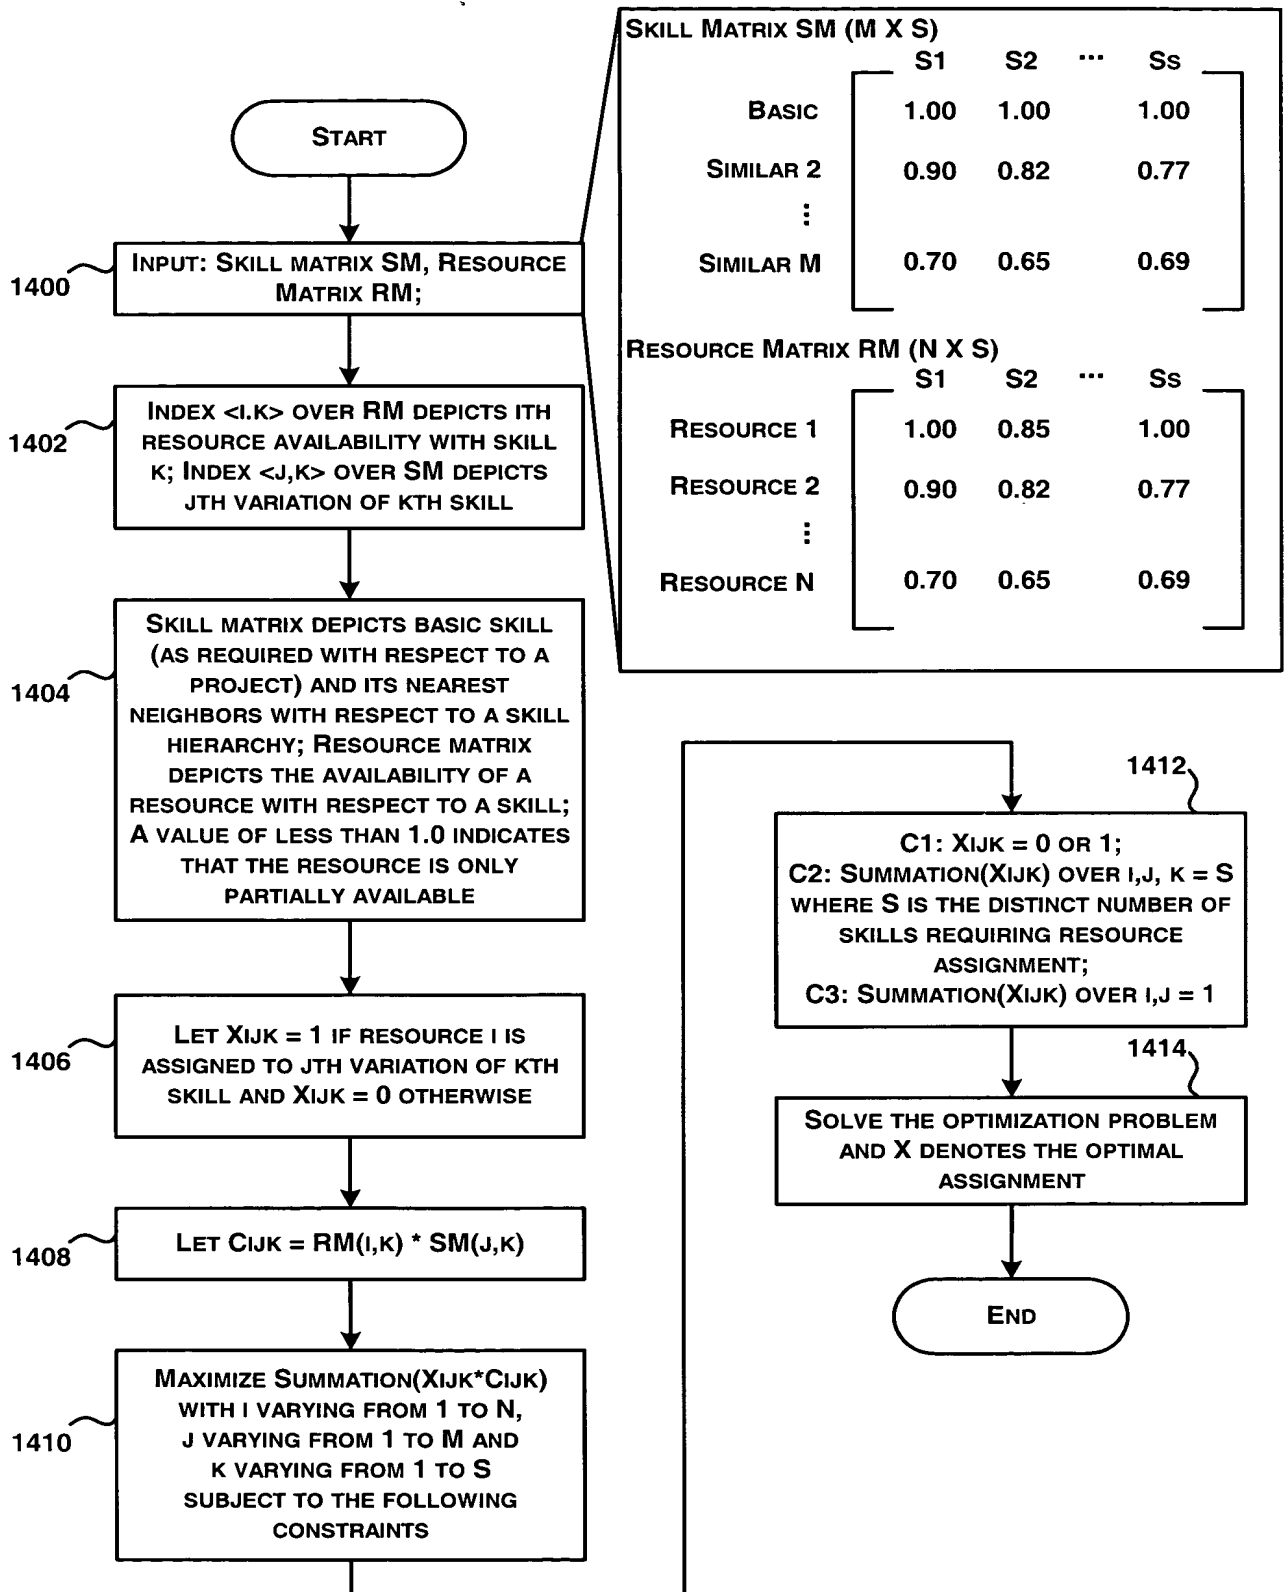 START
1400
INPUT: SKILL MATRIX SM, RESOURCE
MATRIX RM;
SKILL MATRIX SM (M X S)
S1 S2 ... SS
BASIC 1.00 1.00 1.00
SIMILAR 2 0.90 0.82 0.77
⋮
SIMILAR M 0.70 0.65 0.69
RESOURCE MATRIX RM (N X S)
S1 S2 ... SS
RESOURCE 1 1.00 0.85 1.00
RESOURCE 2 0.90 0.82 0.77
⋮
RESOURCE N 0.70 0.65 0.69
1402
INDEX <I.K> OVER RM DEPICTS ITH
RESOURCE AVAILABILITY WITH SKILL
K; INDEX <J,K> OVER SM DEPICTS
JTH VARIATION OF KTH SKILL
1404
SKILL MATRIX DEPICTS BASIC SKILL
(AS REQUIRED WITH RESPECT TO A
PROJECT) AND ITS NEAREST
NEIGHBORS WITH RESPECT TO A SKILL
HIERARCHY; RESOURCE MATRIX
DEPICTS THE AVAILABILITY OF A
RESOURCE WITH RESPECT TO A SKILL;
A VALUE OF LESS THAN 1.0 INDICATES
THAT THE RESOURCE IS ONLY
PARTIALLY AVAILABLE
1406
LET XIJK = 1 IF RESOURCE I IS
ASSIGNED TO JTH VARIATION OF KTH
SKILL AND XIJK = 0 OTHERWISE
1408
LET CIJK = RM(I,K) * SM(J,K)
1410
MAXIMIZE SUMMATION(XIJK*CIJK)
WITH I VARYING FROM 1 TO N,
J VARYING FROM 1 TO M AND
K VARYING FROM 1 TO S
SUBJECT TO THE FOLLOWING
CONSTRAINTS
1412
C1: XIJK = 0 OR 1;
C2: SUMMATION(XIJK) OVER I,J, K = S
WHERE S IS THE DISTINCT NUMBER OF
SKILLS REQUIRING RESOURCE
ASSIGNMENT;
C3: SUMMATION(XIJK) OVER I,J = 1
1414
SOLVE THE OPTIMIZATION PROBLEM
AND X DENOTES THE OPTIMAL
ASSIGNMENT
END